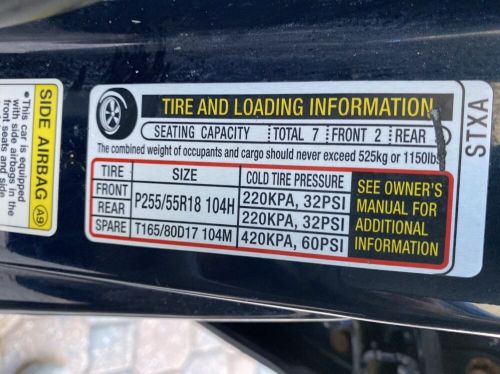 TIRE AND LOADING INFORMATION
SEATING CAPACITY TOTAL 7 FRONT 2 REAR
The combined weight of occupants and cargo should never exceed 525kg or 1150lbs.
TIRE SIZE COLD TIRE PRESSURE
FRONT P255/55R18 104H 220KPA, 32PSI
REAR 220KPA, 32PSI
SPARE T165/80D17 104M 420KPA, 60PSI
SEE OWNER'S
MANUAL FOR
ADDITIONAL
INFORMATION
STXA
SIDE AIRBAG A9
• This car is equipped
with side airbags in the
front seats and side